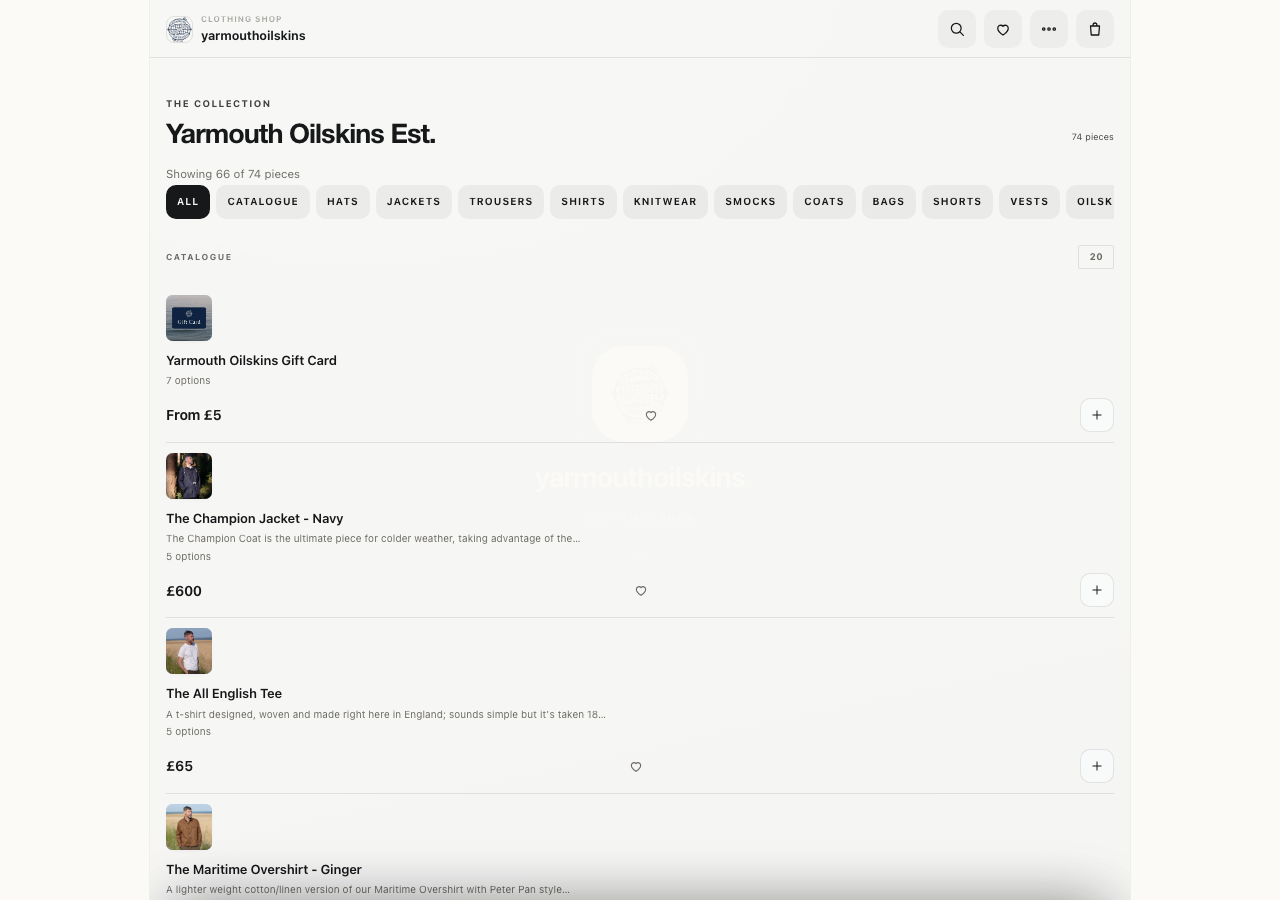 CLOTHING SHOP
yarmouthoilskins
THE COLLECTION
Yarmouth Oilskins Est.
74 pieces
Showing 66 of 74 pieces
ALL CATALOGUE HATS JACKETS TROUSERS SHIRTS KNITWEAR SMOCKS COATS BAGS SHORTS VESTS OILSK
CATALOGUE
20
Gift Card
Yarmouth Oilskins Gift Card
7 options
From £5
yarmouthoilskins
The Champion Jacket - Navy
The Champion Coat is the ultimate piece for colder weather, taking advantage of the...
5 options
£600
The All English Tee
A t-shirt designed, woven and made right here in England; sounds simple but it's taken 18...
5 options
£65
The Maritime Overshirt - Ginger
A lighter weight cotton/linen version of our Maritime Overshirt with Peter Pan style...